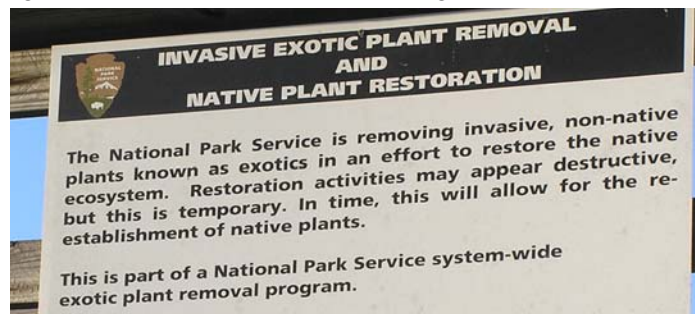 INVASIVE EXOTIC PLANT REMOVAL
AND
NATIVE PLANT RESTORATION
NATIONAL
PARK
SERVICE
The National Park Service is removing invasive, non-native
plants known as exotics in an effort to restore the native
ecosystem. Restoration activities may appear destructive,
but this is temporary. In time, this will allow for the re-
establishment of native plants.
This is part of a National Park Service system-wide
exotic plant removal program.